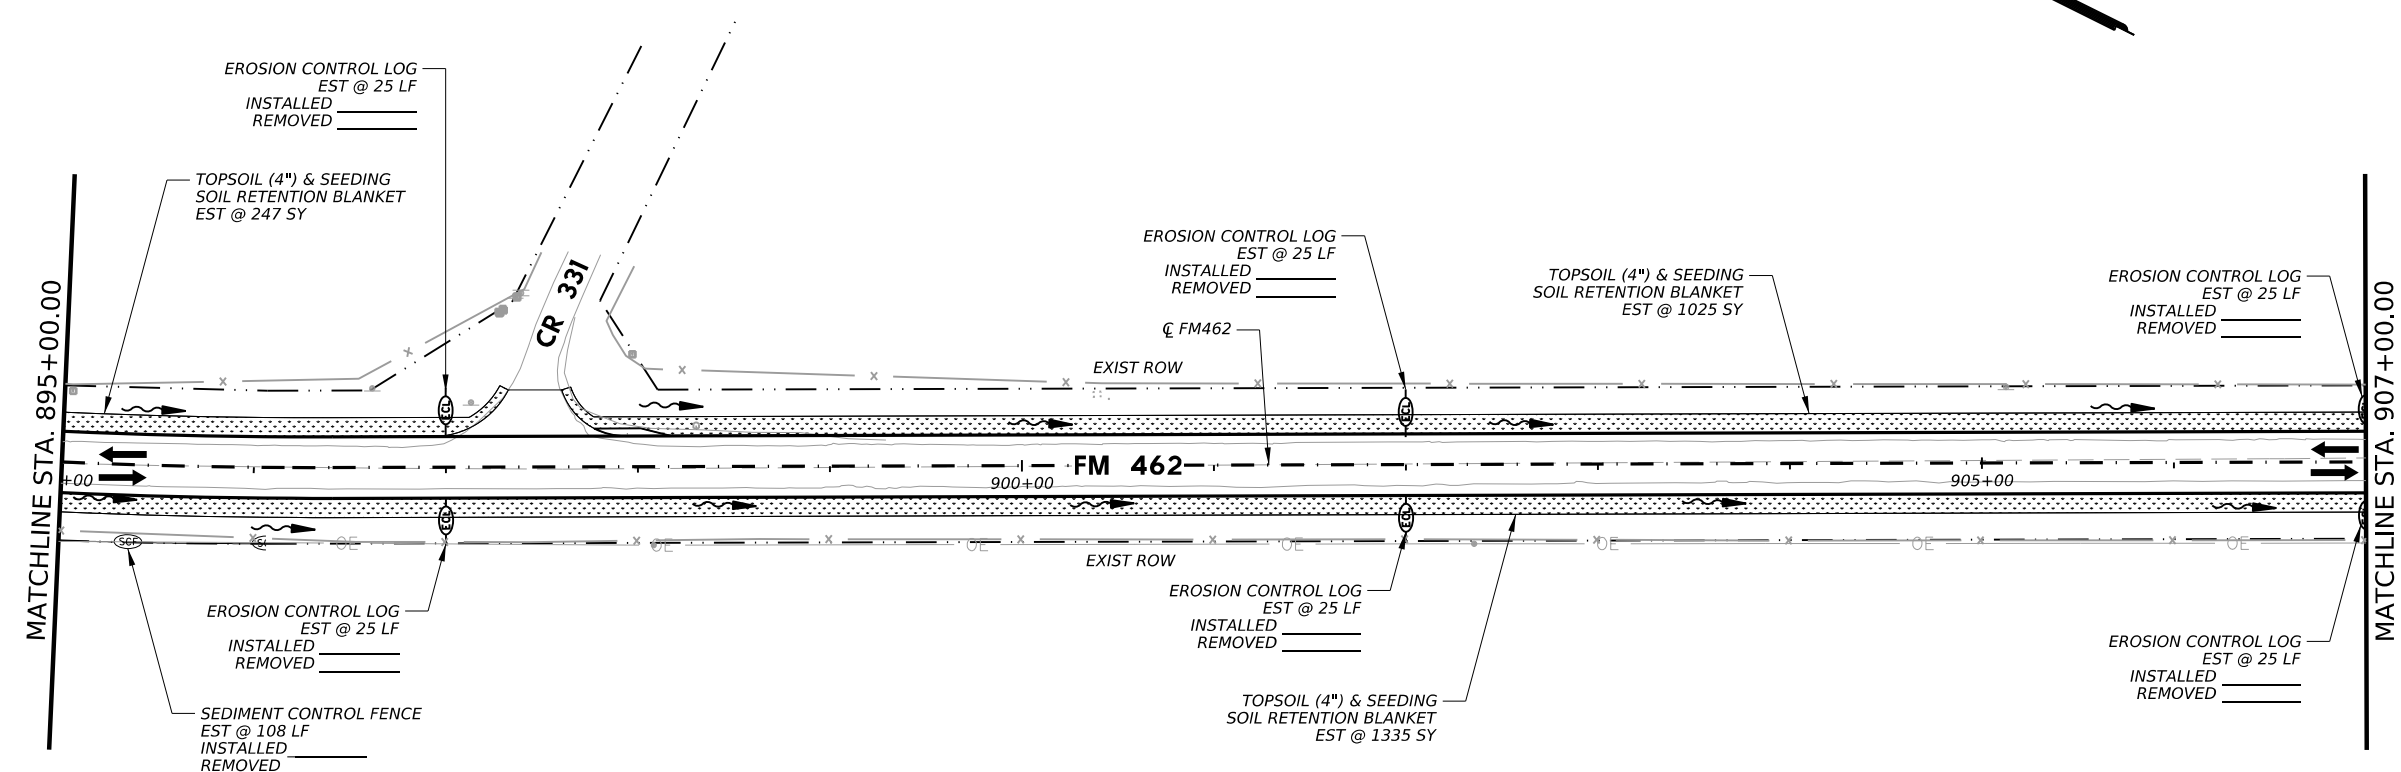 EROSION CONTROL LOG
EST @ 25 LF
INSTALLED
REMOVED
TOPSOIL (4") & SEEDING
SOIL RETENTION BLANKET
EST @ 247 SY
MATCHLINE STA. 895+00.00
CR 331
EROSION CONTROL LOG
EST @ 25 LF
INSTALLED
REMOVED
℄ FM462
EXIST ROW
TOPSOIL (4") & SEEDING
SOIL RETENTION BLANKET
EST @ 1025 SY
EROSION CONTROL LOG
EST @ 25 LF
INSTALLED
REMOVED
MATCHLINE STA. 907+00.00
ECL
ECL
FM 462
+00
900+00
905+00
ECL
ECL
SCF
OE
OE
OE
OE
OE
OE
OE
EXIST ROW
EROSION CONTROL LOG
EST @ 25 LF
INSTALLED
REMOVED
SEDIMENT CONTROL FENCE
EST @ 108 LF
INSTALLED
REMOVED
EROSION CONTROL LOG
EST @ 25 LF
INSTALLED
REMOVED
TOPSOIL (4") & SEEDING
SOIL RETENTION BLANKET
EST @ 1335 SY
EROSION CONTROL LOG
EST @ 25 LF
INSTALLED
REMOVED